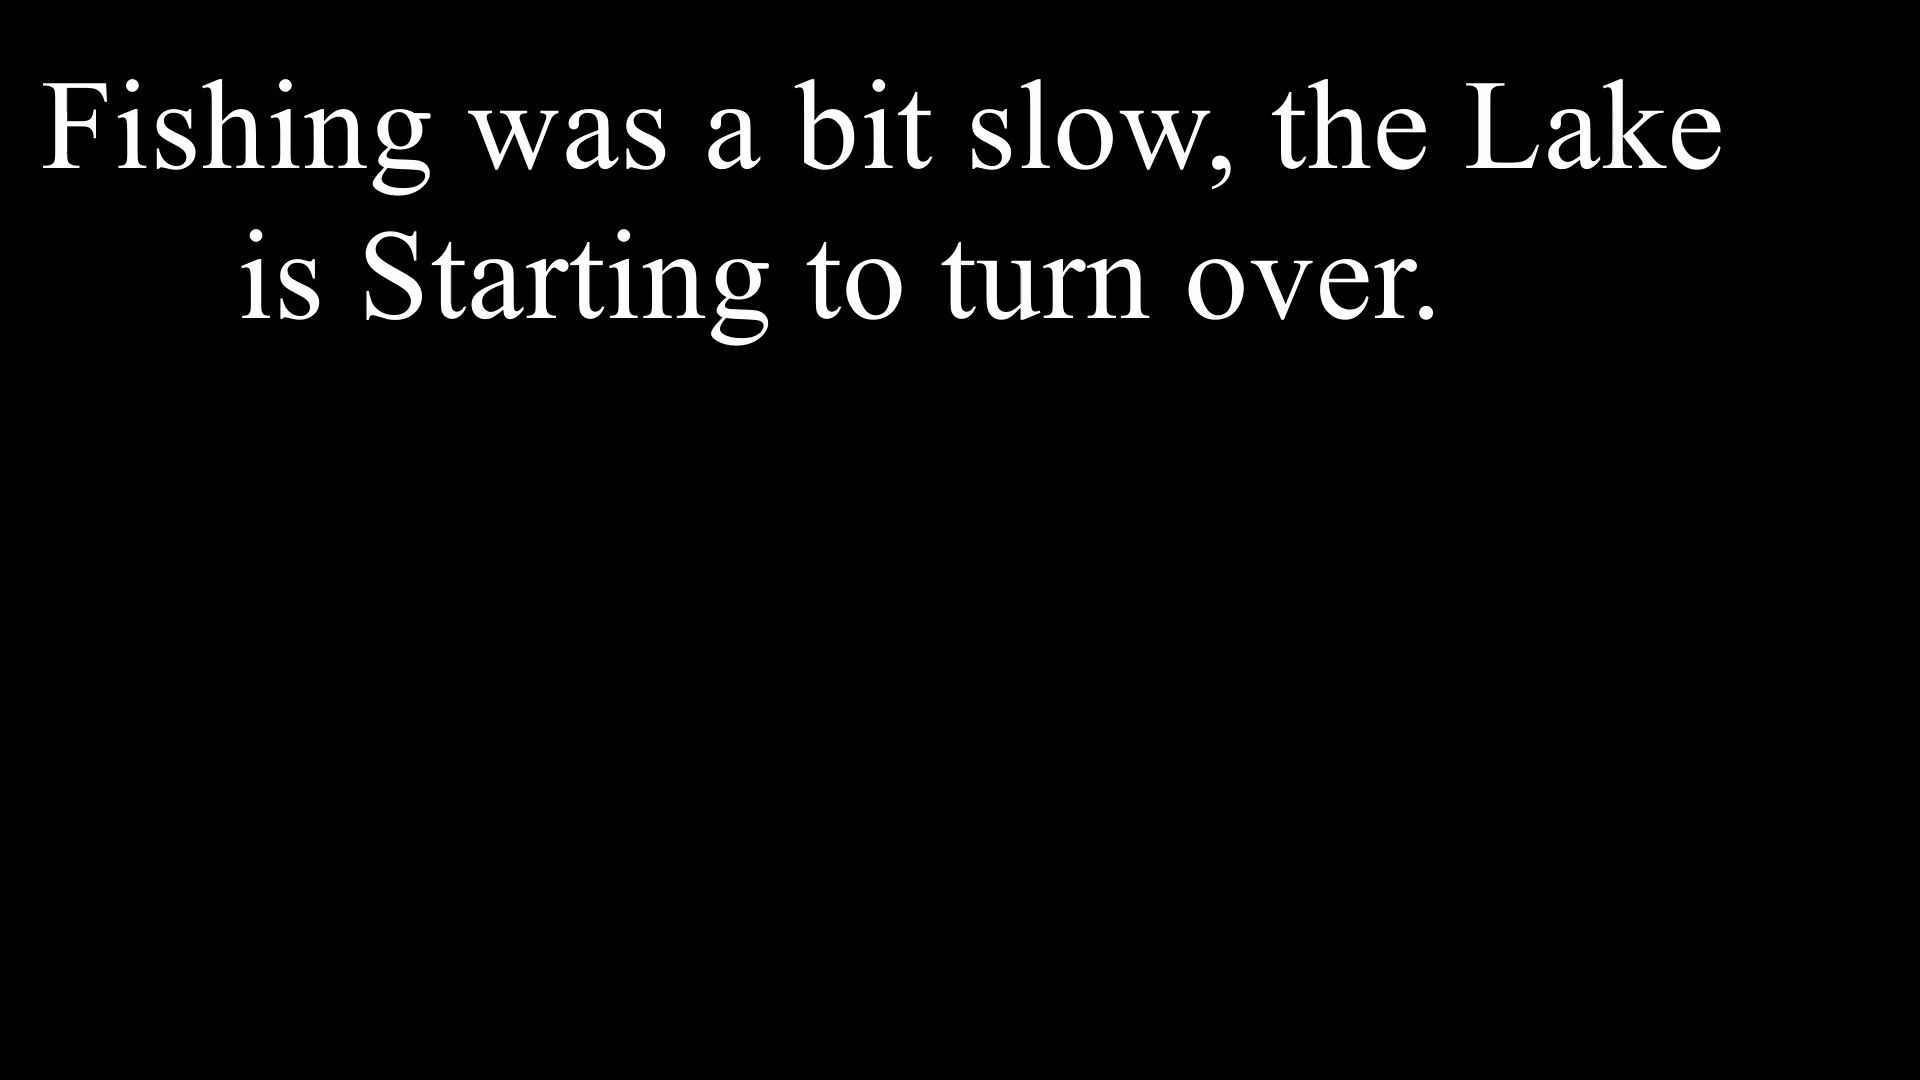 Fishing was a bit slow, the Lake
is Starting to turn over.